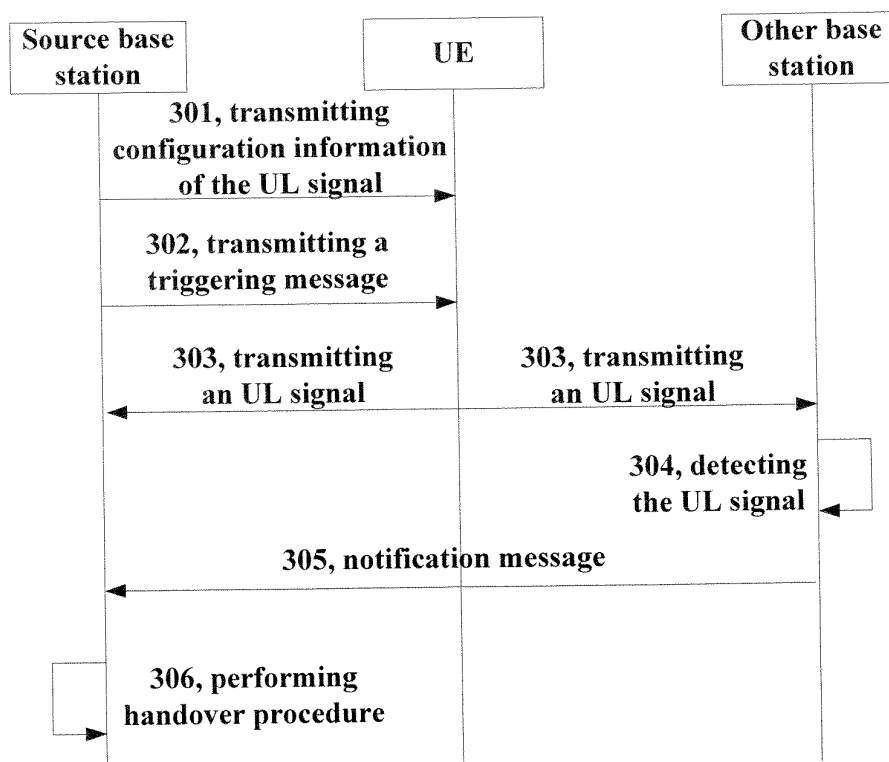 Source base
station
UE
Other base
station
301, transmitting
configuration information
of the UL signal
302, transmitting a
triggering message
303, transmitting
an UL signal
303, transmitting
an UL signal
304, detecting
the UL signal
305, notification message
306, performing
handover procedure